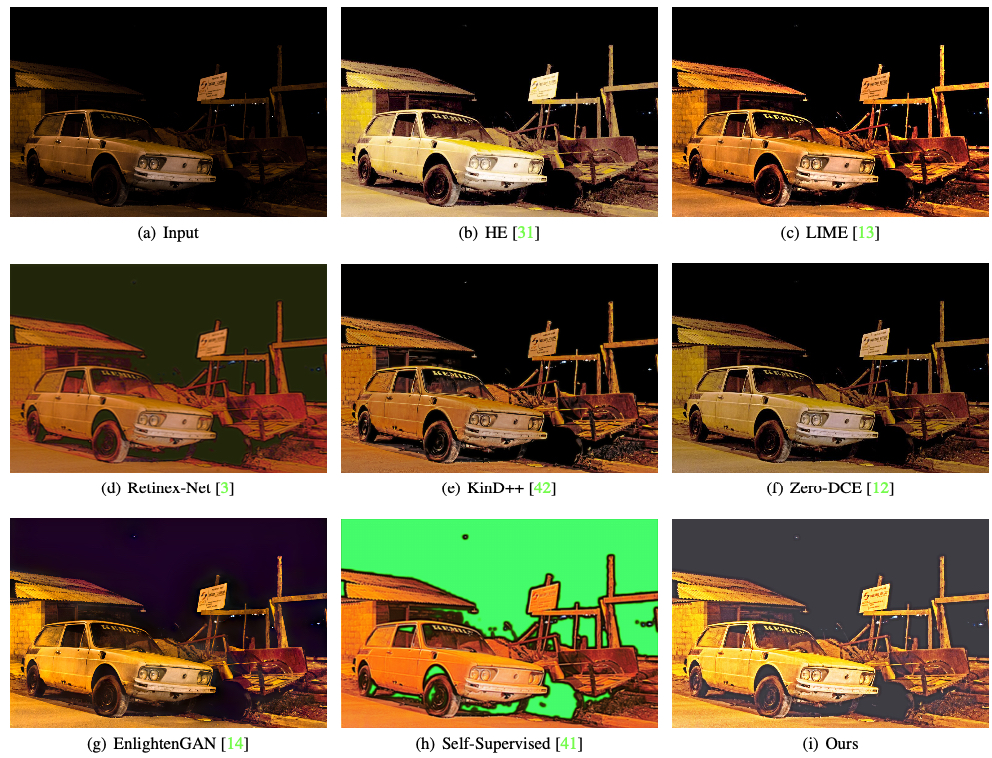 (a) Input
(b) HE [31]
(c) LIME [13]
(d) Retinex-Net [3]
(e) KinD++ [42]
(f) Zero-DCE [12]
(g) EnlightenGAN [14]
(h) Self-Supervised [41]
(i) Ours